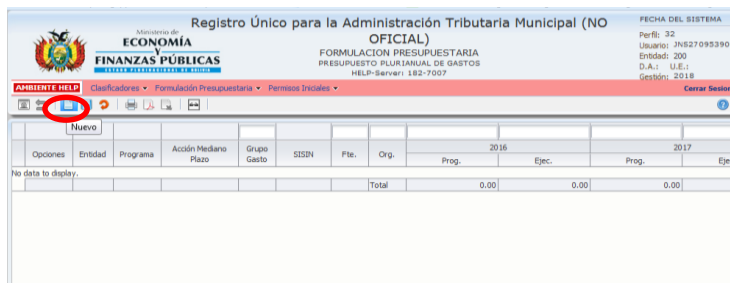 Registro Único para la Administración Tributaria Municipal (NO OFICIAL)
Ministerio de
ECONOMÍA
Y
FINANZAS PÚBLICAS
ESTADO PLURINACIONAL DE BOLIVIA
FORMULACION PRESUPUESTARIA
PRESUPUESTO PLURIANUAL DE GASTOS
HELP-Server: 182-7007
FECHA DEL SISTEMA
Perfil: 32
Usuario: JNS27095390
Entidad: 200
D.A.: U.E.:
Gestión: 2018
AMBIENTE HELP Clasificadores Formulación Presupuestaria Permisos Iniciales Cerrar Sesion
Nuevo
Opciones Entidad Programa Acción Mediano Plazo Grupo Gasto SISIN Fte. Org. 2016 2017
Prog. Ejec. Prog. Eje
No data to display.
Total 0.00 0.00 0.00